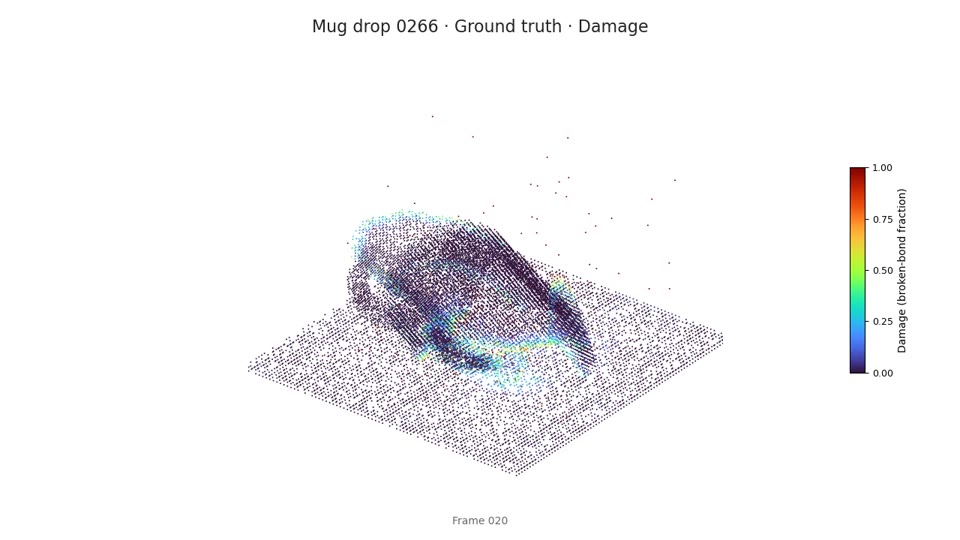 Mug drop 0266 · Ground truth · Damage
1.00
0.75
0.50
0.25
0.00
Damage (broken-bond fraction)
Frame 020